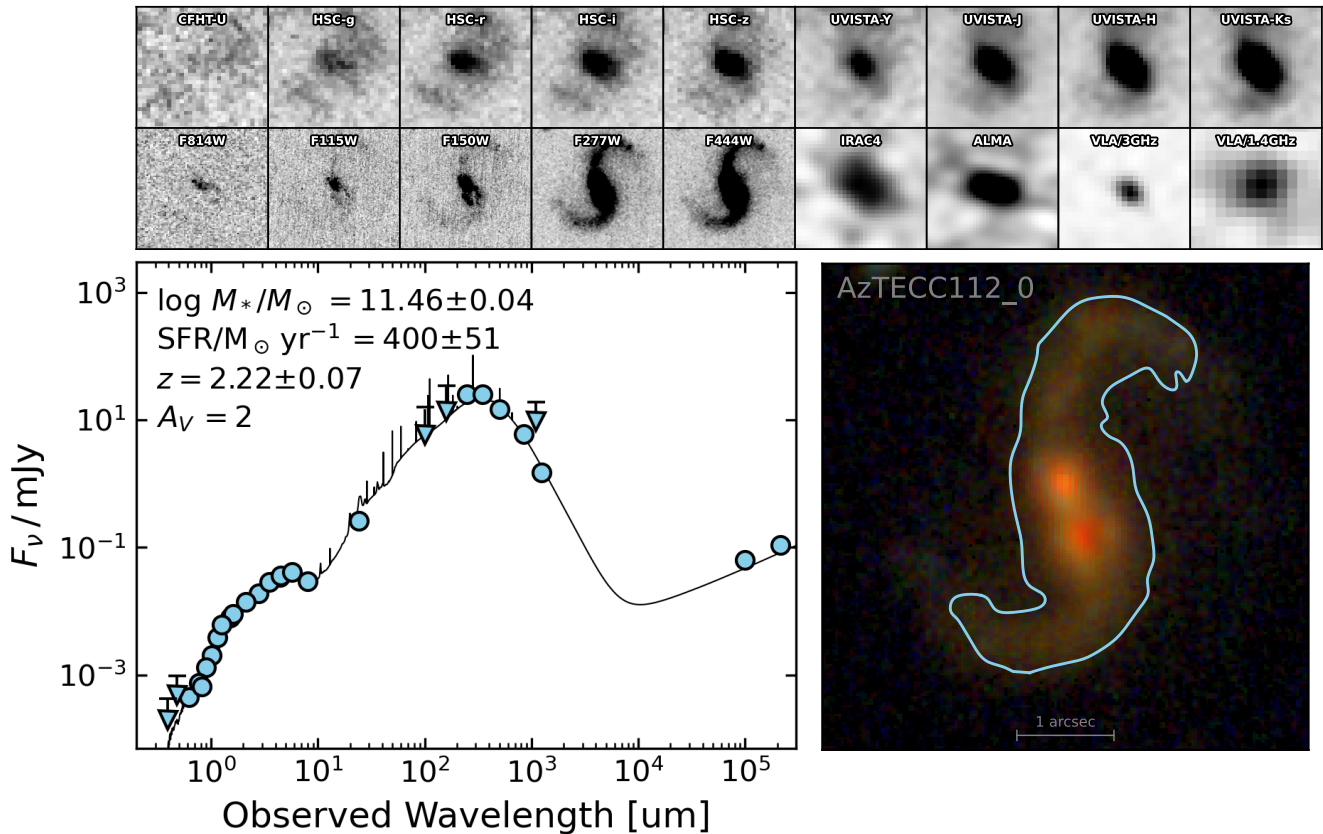 CFHT-U HSC-g HSC-r HSC-i HSC-z UVISTA-Y UVISTA-J UVISTA-H UVISTA-Ks
F814W F115W F150W F277W F444W IRAC4 ALMA VLA/3GHz VLA/1.4GHz
log M∗/M⊙ = 11.46±0.04
SFR/M⊙ yr⁻¹ = 400±51
z = 2.22±0.07
A_V = 2
10³
10¹
10⁻¹
10⁻³
F_ν / mJy
10⁰ 10¹ 10² 10³ 10⁴ 10⁵
Observed Wavelength [um]
AzTECC112_0
1 arcsec